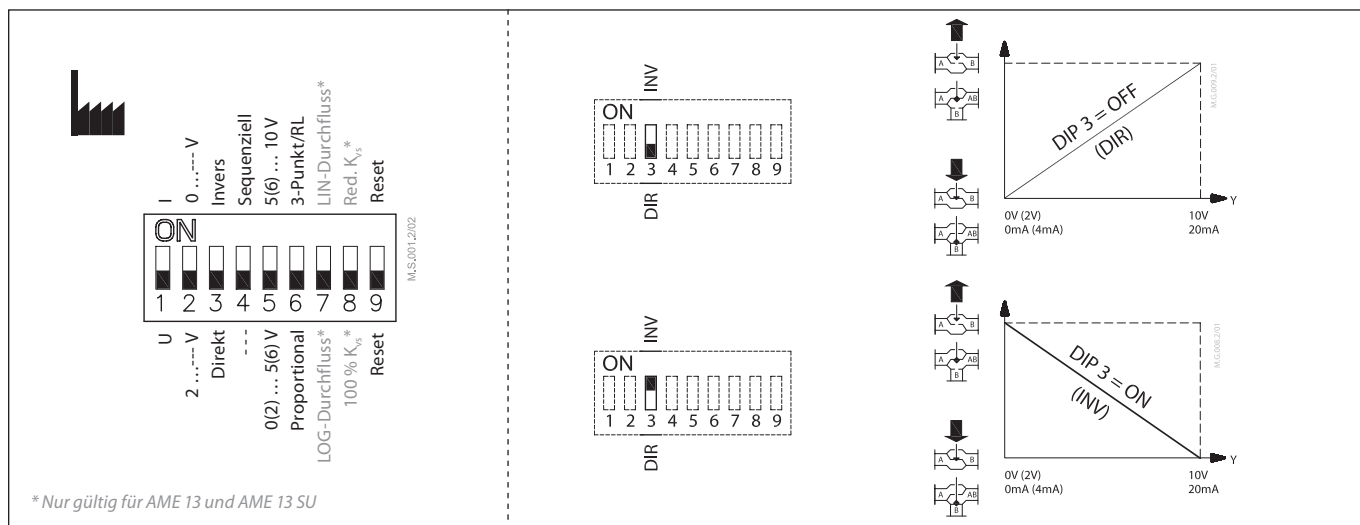 I
0 ...--- V
Invers
Sequenziell
5(6) ... 10 V
3-Punkt/RL
LIN-Durchfluss*
Red. Kvs*
Reset
ON
1 2 3 4 5 6 7 8 9
U
2 ...--- V
Direkt
---
0(2) ... 5(6) V
Proportional
LOG-Durchfluss*
100 % Kvs*
Reset
M.S.001.2/02
* Nur gültig für AME 13 und AME 13 SU
INV
ON
1 2 3 4 5 6 7 8 9
DIR
INV
ON
1 2 3 4 5 6 7 8 9
DIR
A B
A AB
B
A B
A AB
B
DIP 3 = OFF
(DIR)
Y
0V (2V) 10V
0mA (4mA) 20mA
M.G.009.2/01
A B
A AB
B
A B
A AB
B
DIP 3 = ON
(INV)
Y
0V (2V) 10V
0mA (4mA) 20mA
M.G.008.2/01